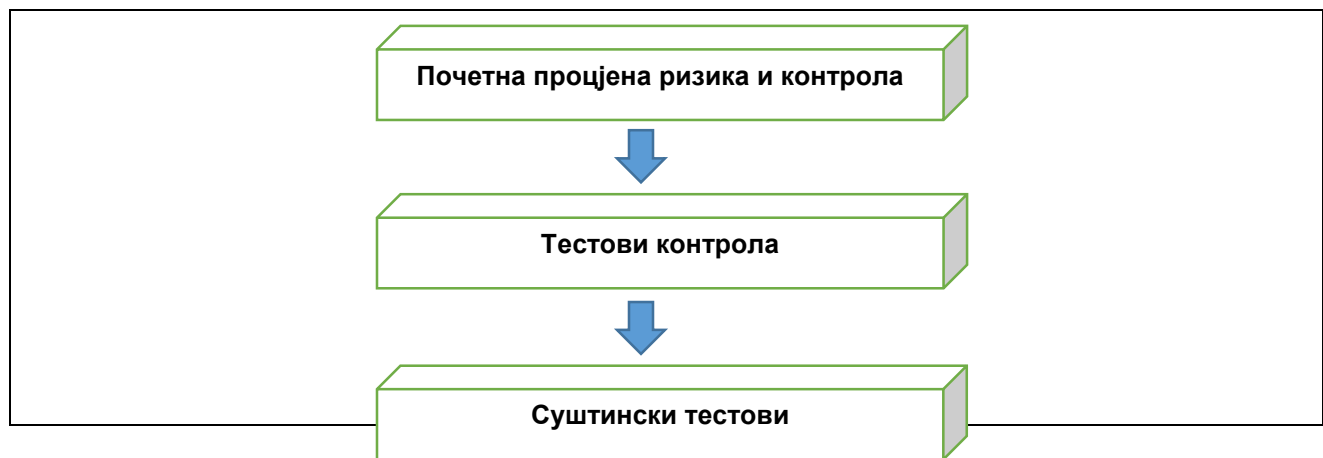 Почетна процјена ризика и контрола
Тестови контрола
Суштински тестови